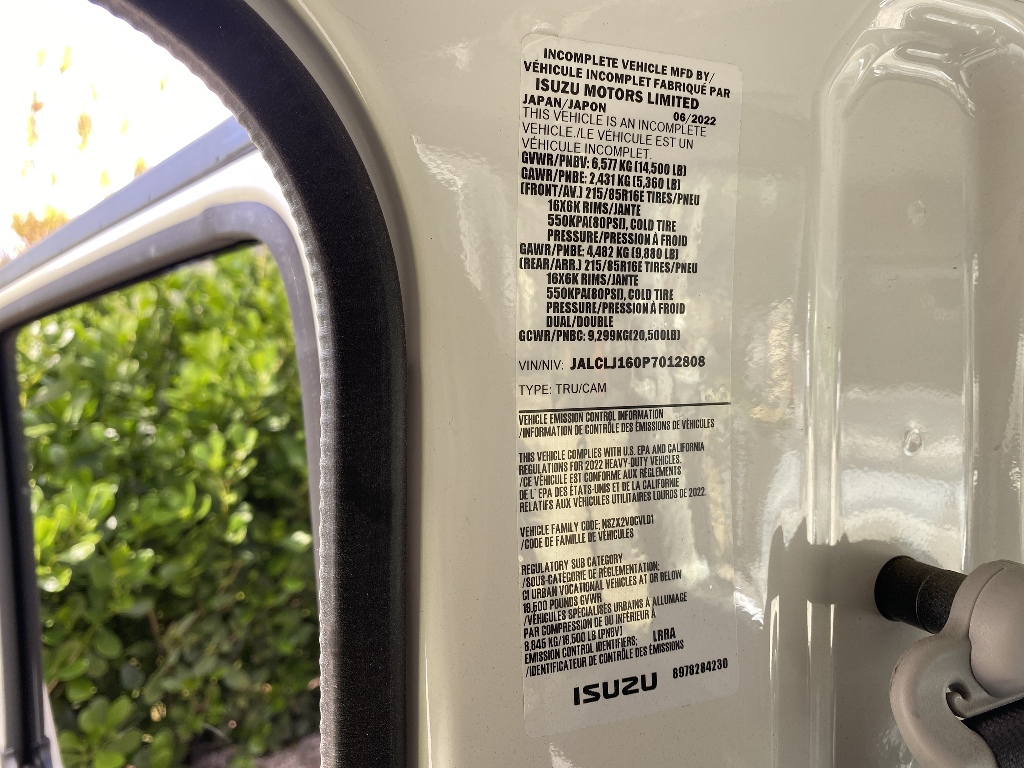 INCOMPLETE VEHICLE MFD BY/
VÉHICULE INCOMPLET FABRIQUÉ PAR
ISUZU MOTORS LIMITED
JAPAN/JAPON 06/2022
THIS VEHICLE IS AN INCOMPLETE
VEHICLE./LE VÉHICULE EST UN
VÉHICULE INCOMPLET.
GVWR/PNBV: 6,577 KG (14,500 LB)
GAWR/PNBE: 2,431 KG (5,360 LB)
(FRONT/AV.) 215/85R16E TIRES/PNEU
16X6K RIMS/JANTE
550KPA(80PSI), COLD TIRE
PRESSURE/PRESSION À FROID
GAWR/PNBE: 4,482 KG (9,880 LB)
(REAR/ARR.) 215/85R16E TIRES/PNEU
16X6K RIMS/JANTE
550KPA(80PSI), COLD TIRE
PRESSURE/PRESSION À FROID
DUAL/DOUBLE
GCWR/PNBC: 9,299KG(20,500LB)
VIN/NIV: JALCLJ160P7012808
TYPE: TRU/CAM
VEHICLE EMISSION CONTROL INFORMATION
/INFORMATION DE CONTRÔLE DES ÉMISSIONS DE VÉHICULES
THIS VEHICLE COMPLIES WITH U.S. EPA AND CALIFORNIA
REGULATIONS FOR 2022 HEAVY-DUTY VEHICLES.
/CE VÉHICULE EST CONFORME AUX RÈGLEMENTS
DE L'EPA DES ÉTATS-UNIS ET DE LA CALIFORNIE
RELATIFS AUX VÉHICULES UTILITAIRES LOURDS DE 2022.
VEHICLE FAMILY CODE: NSZX2VOCVLD1
/CODE DE FAMILLE DE VÉHICULES
REGULATORY SUB CATEGORY
/SOUS-CATÉGORIE DE RÉGLEMENTATION:
CI URBAN VOCATIONAL VEHICLES AT OR BELOW
19,500 POUNDS GVWR
/VÉHICULES SPÉCIALISÉS URBAINS À ALLUMAGE
PAR COMPRESSION DE OU INFÉRIEUR À
8,845 KG/19,500 LB (PNBV)
EMISSION CONTROL IDENTIFIERS: LRRA
/IDENTIFICATEUR DE CONTRÔLE DES ÉMISSIONS
ISUZU 8978284230